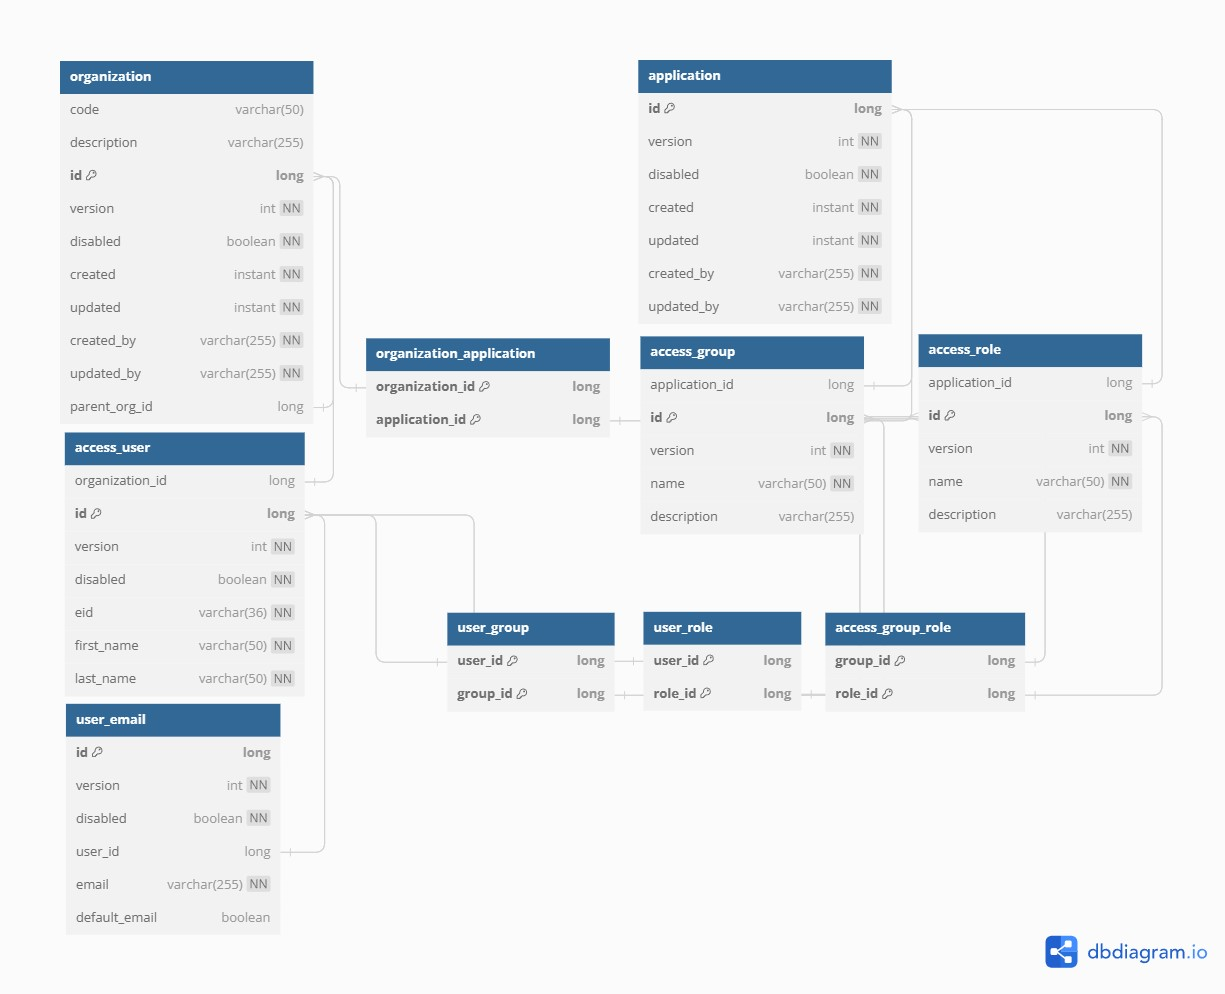 organization
code varchar(50)
description varchar(255)
id long
version int NN
disabled boolean NN
created instant NN
updated instant NN
created_by varchar(255) NN
updated_by varchar(255) NN
parent_org_id long
application
id long
version int NN
disabled boolean NN
created instant NN
updated instant NN
created_by varchar(255) NN
updated_by varchar(255) NN
organization_application
organization_id long
application_id long
access_group
application_id long
id long
version int NN
name varchar(50) NN
description varchar(255)
access_role
application_id long
id long
version int NN
name varchar(50) NN
description varchar(255)
access_user
organization_id long
id long
version int NN
disabled boolean NN
eid varchar(36) NN
first_name varchar(50) NN
last_name varchar(50) NN
user_group
user_id long
group_id long
user_role
user_id long
role_id long
access_group_role
group_id long
role_id long
user_email
id long
version int NN
disabled boolean NN
user_id long
email varchar(255) NN
default_email boolean
dbdiagram.io